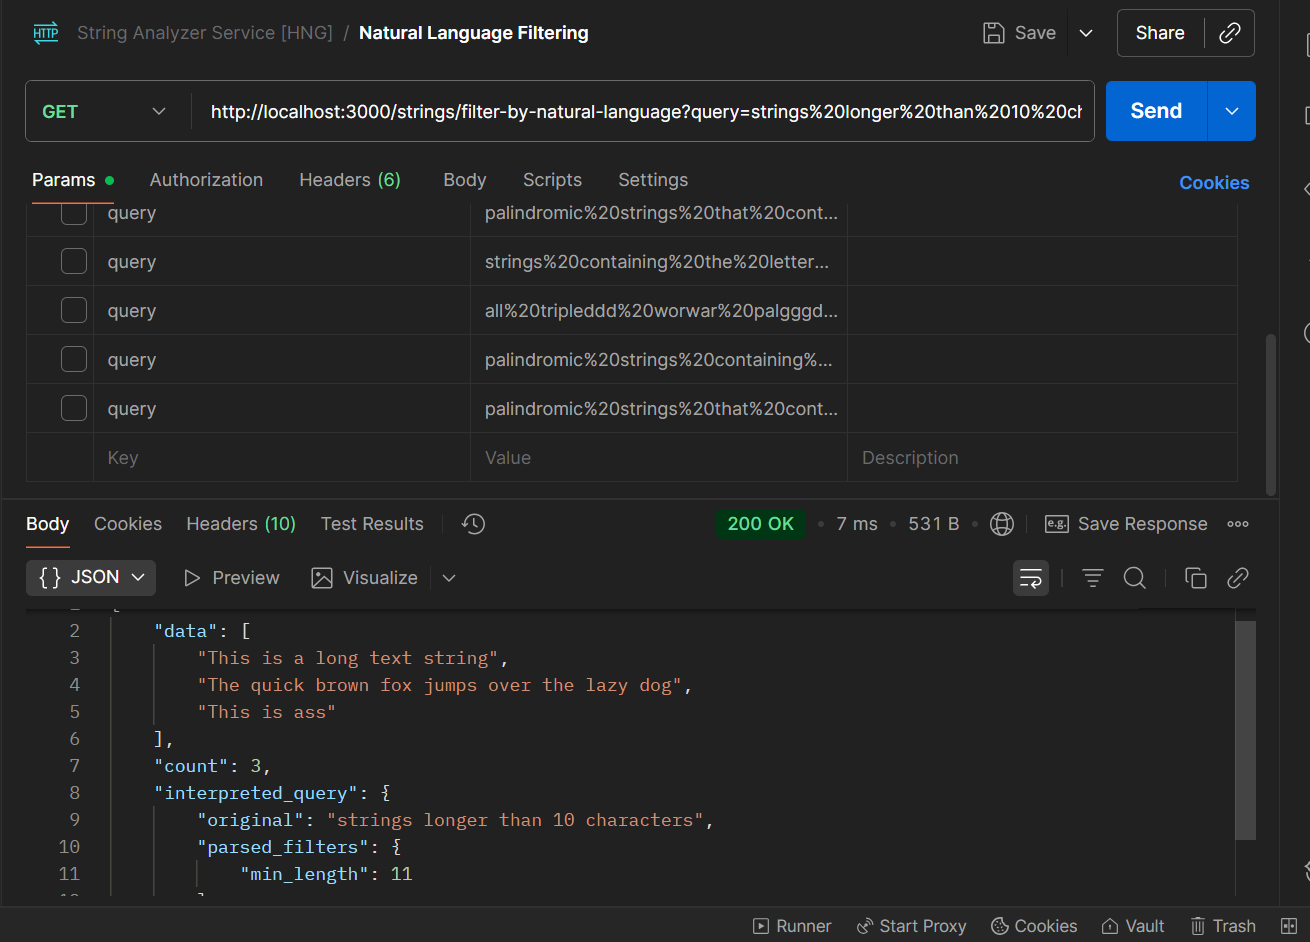 HTTP String Analyzer Service [HNG] / Natural Language Filtering Save Share
GET http://localhost:3000/strings/filter-by-natural-language?query=strings%20longer%20than%2010%20ch Send
Params Authorization Headers (6) Body Scripts Settings Cookies
query palindromic%20strings%20that%20cont...
query strings%20containing%20the%20letter...
query all%20tripleddd%20worwar%20palgggd...
query palindromic%20strings%20containing%...
query palindromic%20strings%20that%20cont...
Key Value Description
Body Cookies Headers (10) Test Results 200 OK • 7 ms • 531 B • e.g. Save Response
{} JSON Preview Visualize
2 "data": [
3 "This is a long text string",
4 "The quick brown fox jumps over the lazy dog",
5 "This is ass"
6 ],
7 "count": 3,
8 "interpreted_query": {
9 "original": "strings longer than 10 characters",
10 "parsed_filters": {
11 "min_length": 11
Runner Start Proxy Cookies Vault Trash